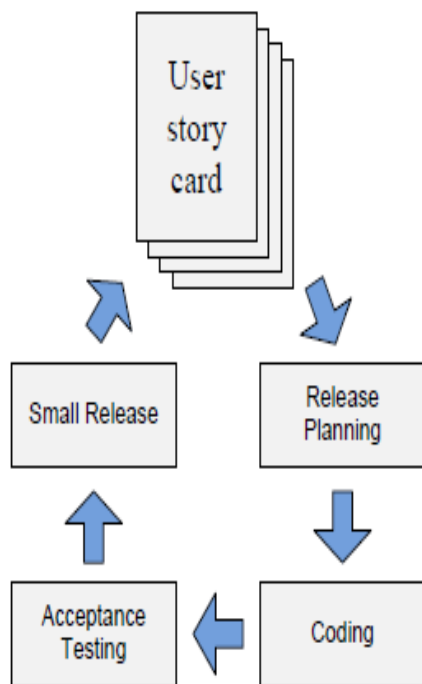 User
story
card
Small Release
Release
Planning
Acceptance
Testing
Coding